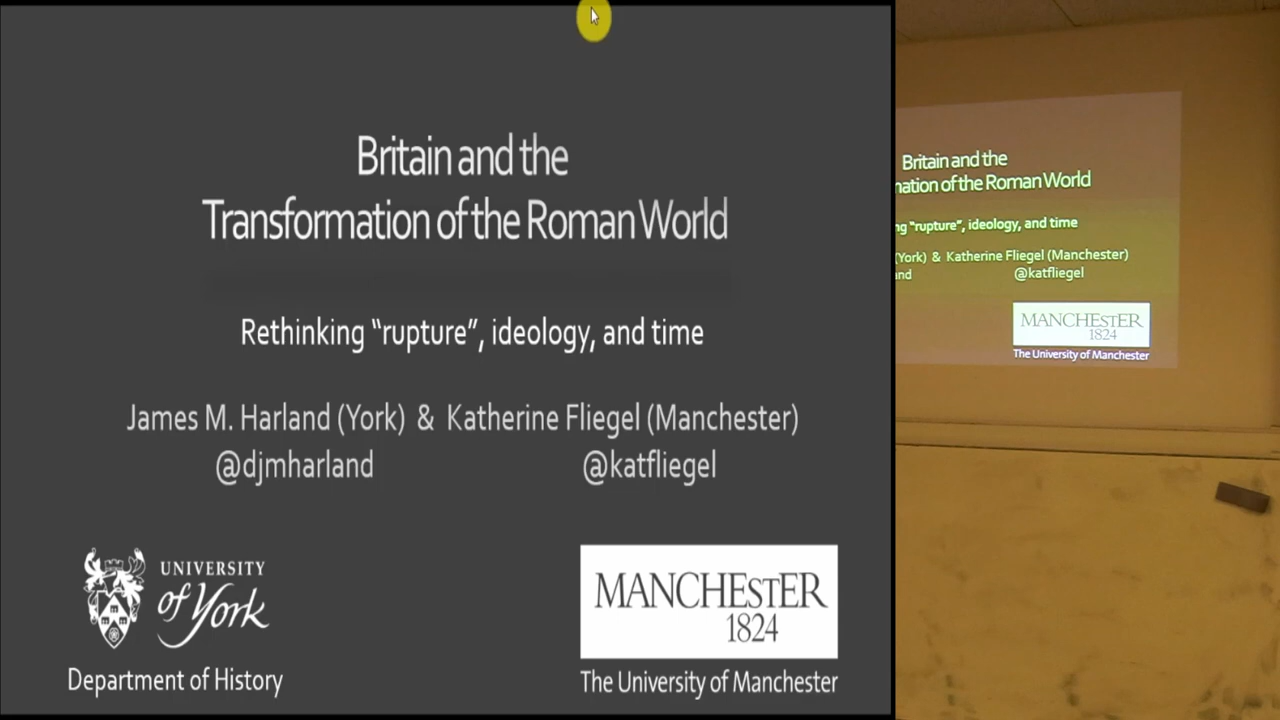 Britain and the
Transformation of the Roman World
Rethinking “rupture”, ideology, and time
James M. Harland (York) & Katherine Fliegel (Manchester)
@djmharland @katfliegel
UNIVERSITY
of York
Department of History
MANCHESTER
1824
The University of Manchester
Britain and the
of the Roman World
“rupture”, ideology, and time
(York) & Katherine Fliegel (Manchester)
@katfliegel
MANCHESTER
1824
The University of Manchester